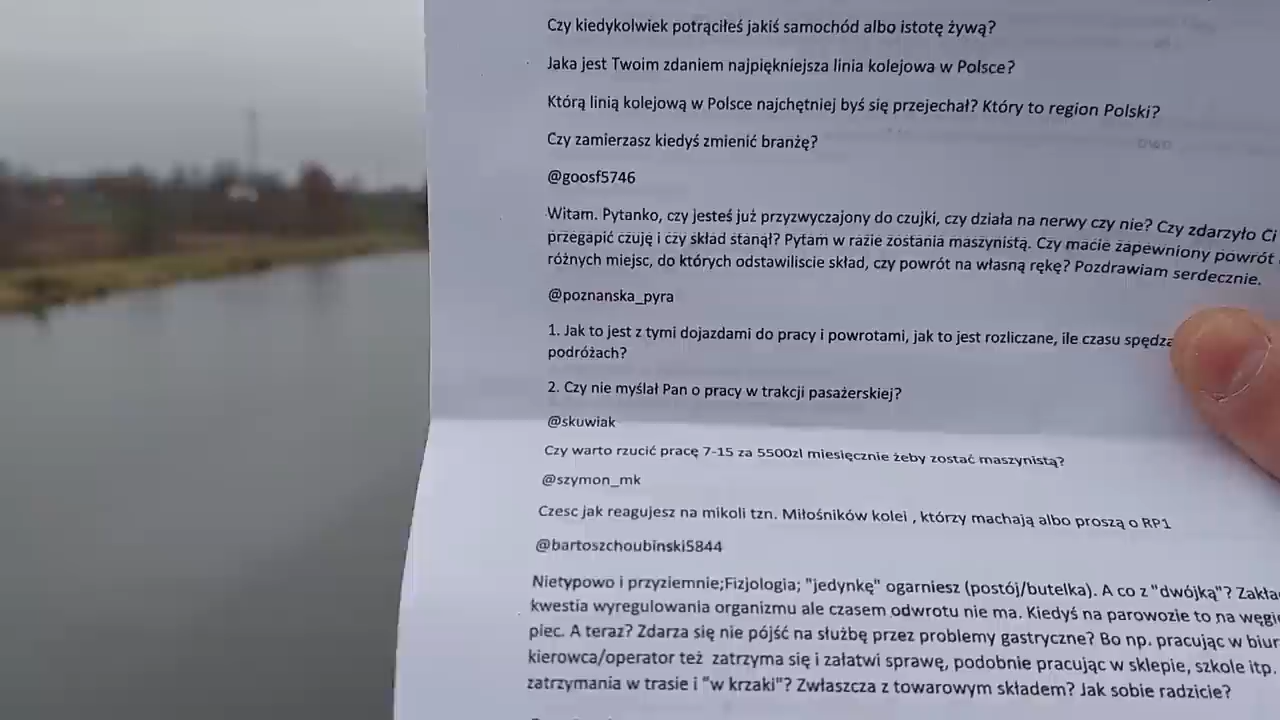 Czy kiedykolwiek potrąciłeś jakiś samochód albo istotę żywą?
Jaka jest Twoim zdaniem najpiękniejsza linia kolejowa w Polsce?
Którą linią kolejową w Polsce najchętniej byś się przejechał? Który to region Polski?
Czy zamierzasz kiedyś zmienić branżę?
@goosf5746
Witam. Pytanko, czy jesteś już przyzwyczajony do czujki, czy działa na nerwy czy nie? Czy zdarzyło Ci
przegapić czuję i czy skład stanął? Pytam w razie zostania maszynistą. Czy macie zapewniony powrót
różnych miejsc, do których odstawiliscie skład, czy powrót na własną rękę? Pozdrawiam serdecznie.
@poznanska_pyra
1. Jak to jest z tymi dojazdami do pracy i powrotami, jak to jest rozliczane, ile czasu spędza
podróżach?
2. Czy nie myślał Pan o pracy w trakcji pasażerskiej?
@skuwiak
Czy warto rzucić pracę 7-15 za 5500zl miesięcznie żeby zostać maszynistą?
@szymon_mk
Czesc jak reagujesz na mikoli tzn. Miłośników kolei , którzy machają albo proszą o RP1
@bartoszchoubinski5844
Nietypowo i przyziemnie;Fizjologia; "jedynkę" ogarniesz (postój/butelka). A co z "dwójką"? Zakła
kwestia wyregulowania organizmu ale czasem odwrotu nie ma. Kiedyś na parowozie to na węgi
piec. A teraz? Zdarza się nie pójść na służbę przez problemy gastryczne? Bo np. pracując w biur
kierowca/operator też zatrzyma się i załatwi sprawę, podobnie pracując w sklepie, szkole itp.
zatrzymania w trasie i "w krzaki"? Zwłaszcza z towarowym składem? Jak sobie radzicie?